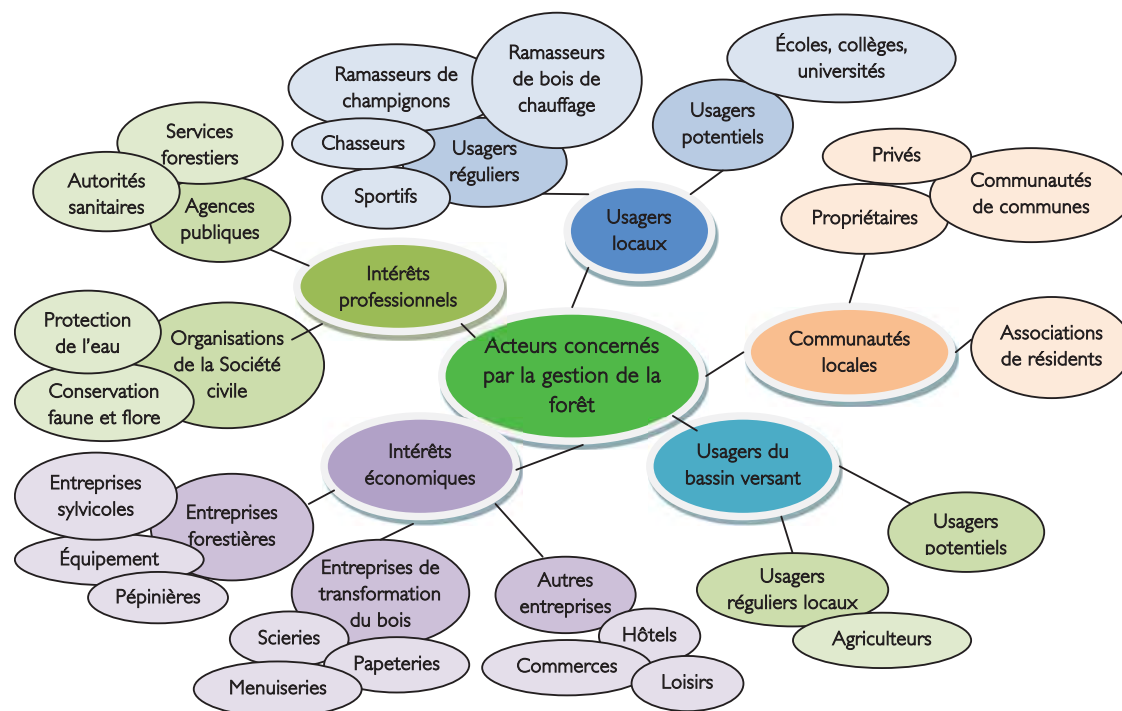 Acteurs concernés
par la gestion de la
forêt
Usagers
locaux
Usagers
réguliers
Ramasseurs de
champignons
Ramasseurs
de bois de
chauffage
Chasseurs
Sportifs
Usagers
potentiels
Écoles, collèges,
universités
Communautés
locales
Propriétaires
Privés
Communautés
de communes
Associations
de résidents
Usagers du
bassin versant
Usagers
potentiels
Usagers
réguliers locaux
Agriculteurs
Intérêts
économiques
Autres
entreprises
Hôtels
Commerces
Loisirs
Entreprises de
transformation
du bois
Scieries
Papeteries
Menuiseries
Entreprises
forestières
Entreprises
sylvicoles
Équipement
Pépinières
Intérêts
professionnels
Organisations
de la Société
civile
Protection
de l’eau
Conservation
faune et flore
Agences
publiques
Services
forestiers
Autorités
sanitaires